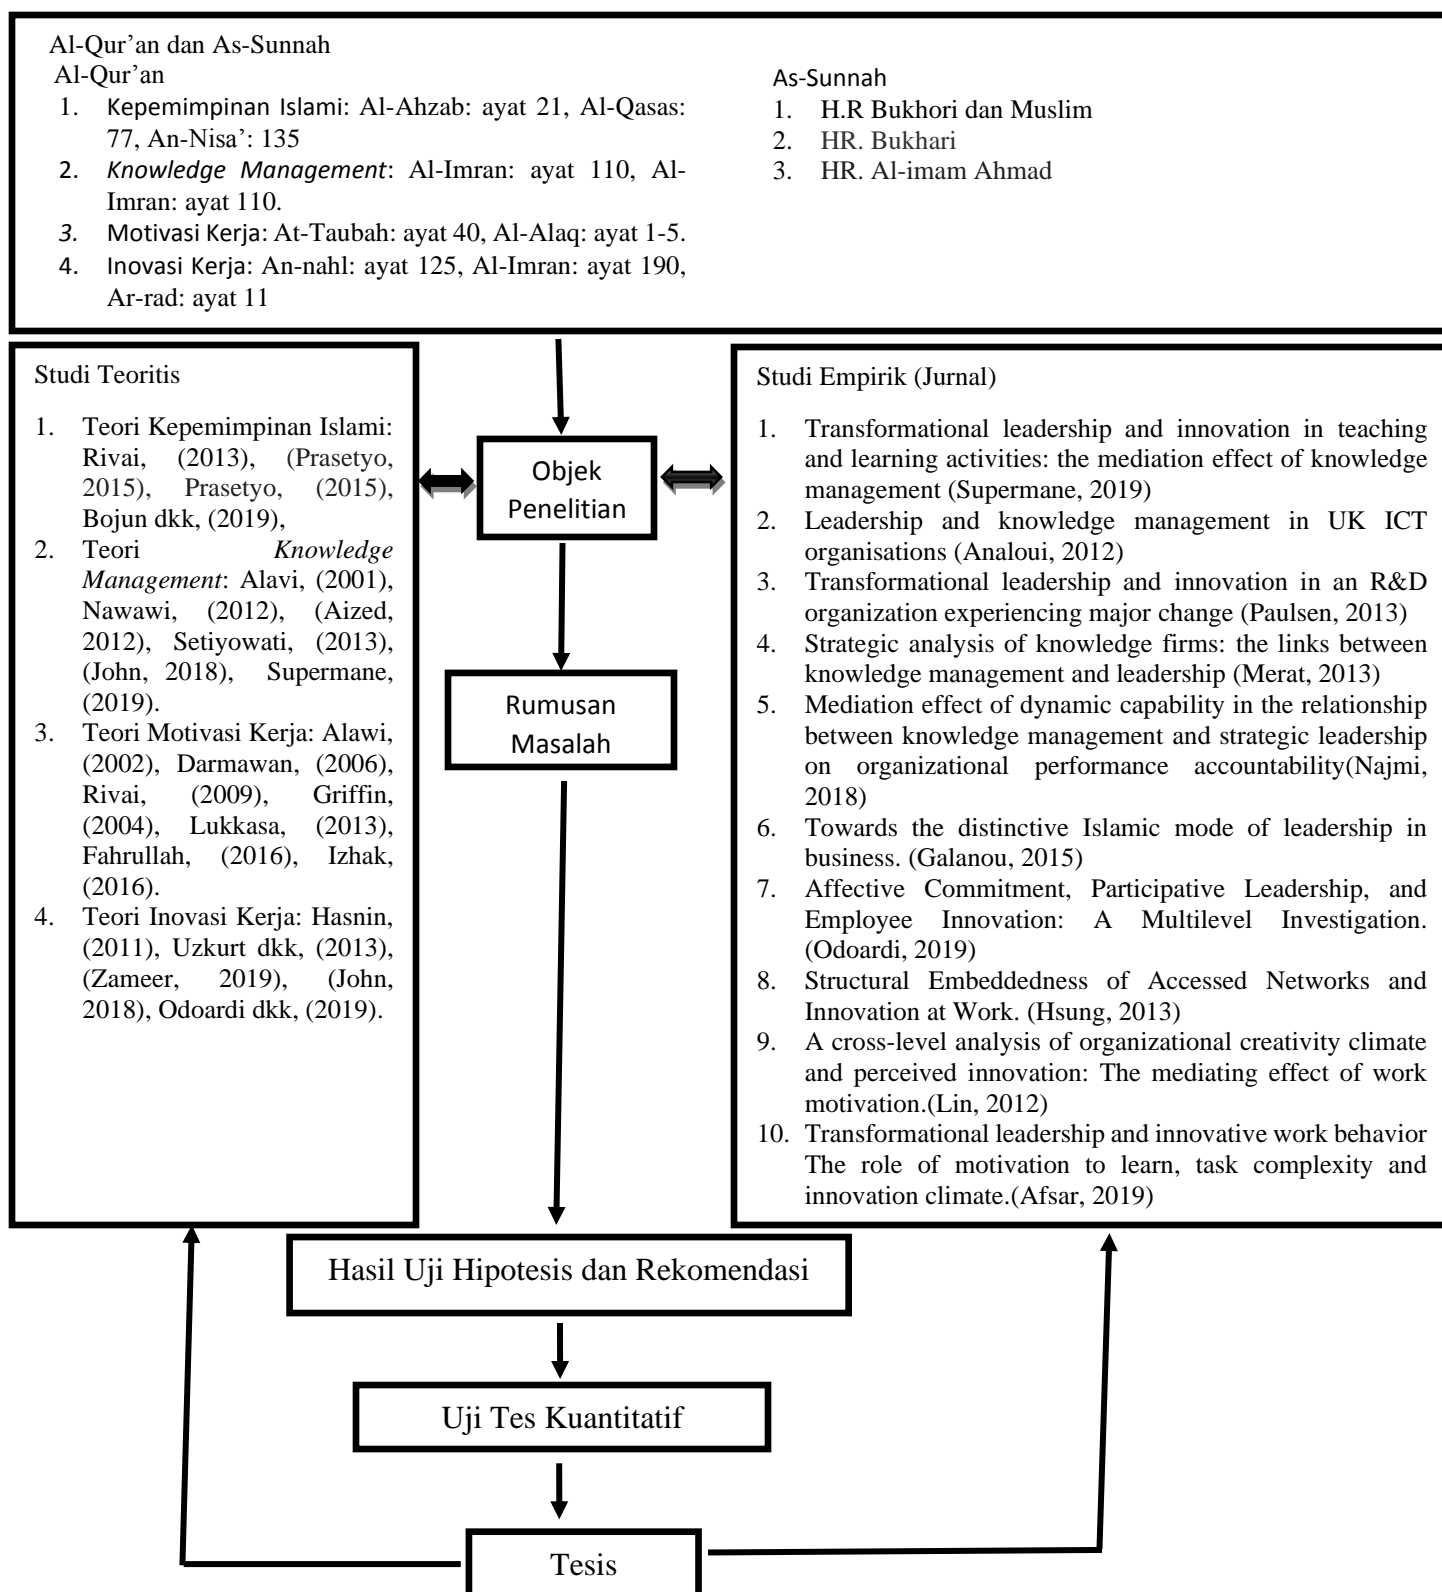 Al-Qur’an dan As-Sunnah
Al-Qur’an
1. Kepemimpinan Islami: Al-Ahzab: ayat 21, Al-Qasas:
77, An-Nisa’: 135
2. Knowledge Management: Al-Imran: ayat 110, Al-
Imran: ayat 110.
3. Motivasi Kerja: At-Taubah: ayat 40, Al-Alaq: ayat 1-5.
4. Inovasi Kerja: An-nahl: ayat 125, Al-Imran: ayat 190,
Ar-rad: ayat 11
As-Sunnah
1. H.R Bukhori dan Muslim
2. HR. Bukhari
3. HR. Al-imam Ahmad
Studi Teoritis
1. Teori Kepemimpinan Islami:
Rivai, (2013), (Prasetyo,
2015), Prasetyo, (2015),
Bojun dkk, (2019),
2. Teori Knowledge
Management: Alavi, (2001),
Nawawi, (2012), (Aized,
2012), Setiyowati, (2013),
(John, 2018), Supermane,
(2019).
3. Teori Motivasi Kerja: Alawi,
(2002), Darmawan, (2006),
Rivai, (2009), Griffin,
(2004), Lukkasa, (2013),
Fahrullah, (2016), Izhak,
(2016).
4. Teori Inovasi Kerja: Hasnin,
(2011), Uzkurt dkk, (2013),
(Zameer, 2019), (John,
2018), Odoardi dkk, (2019).
Objek
Penelitian
Rumusan
Masalah
Studi Empirik (Jurnal)
1. Transformational leadership and innovation in teaching
and learning activities: the mediation effect of knowledge
management (Supermane, 2019)
2. Leadership and knowledge management in UK ICT
organisations (Analoui, 2012)
3. Transformational leadership and innovation in an R&D
organization experiencing major change (Paulsen, 2013)
4. Strategic analysis of knowledge firms: the links between
knowledge management and leadership (Merat, 2013)
5. Mediation effect of dynamic capability in the relationship
between knowledge management and strategic leadership
on organizational performance accountability(Najmi,
2018)
6. Towards the distinctive Islamic mode of leadership in
business. (Galanou, 2015)
7. Affective Commitment, Participative Leadership, and
Employee Innovation: A Multilevel Investigation.
(Odoardi, 2019)
8. Structural Embeddedness of Accessed Networks and
Innovation at Work. (Hsung, 2013)
9. A cross-level analysis of organizational creativity climate
and perceived innovation: The mediating effect of work
motivation.(Lin, 2012)
10. Transformational leadership and innovative work behavior
The role of motivation to learn, task complexity and
innovation climate.(Afsar, 2019)
Hasil Uji Hipotesis dan Rekomendasi
Uji Tes Kuantitatif
Tesis